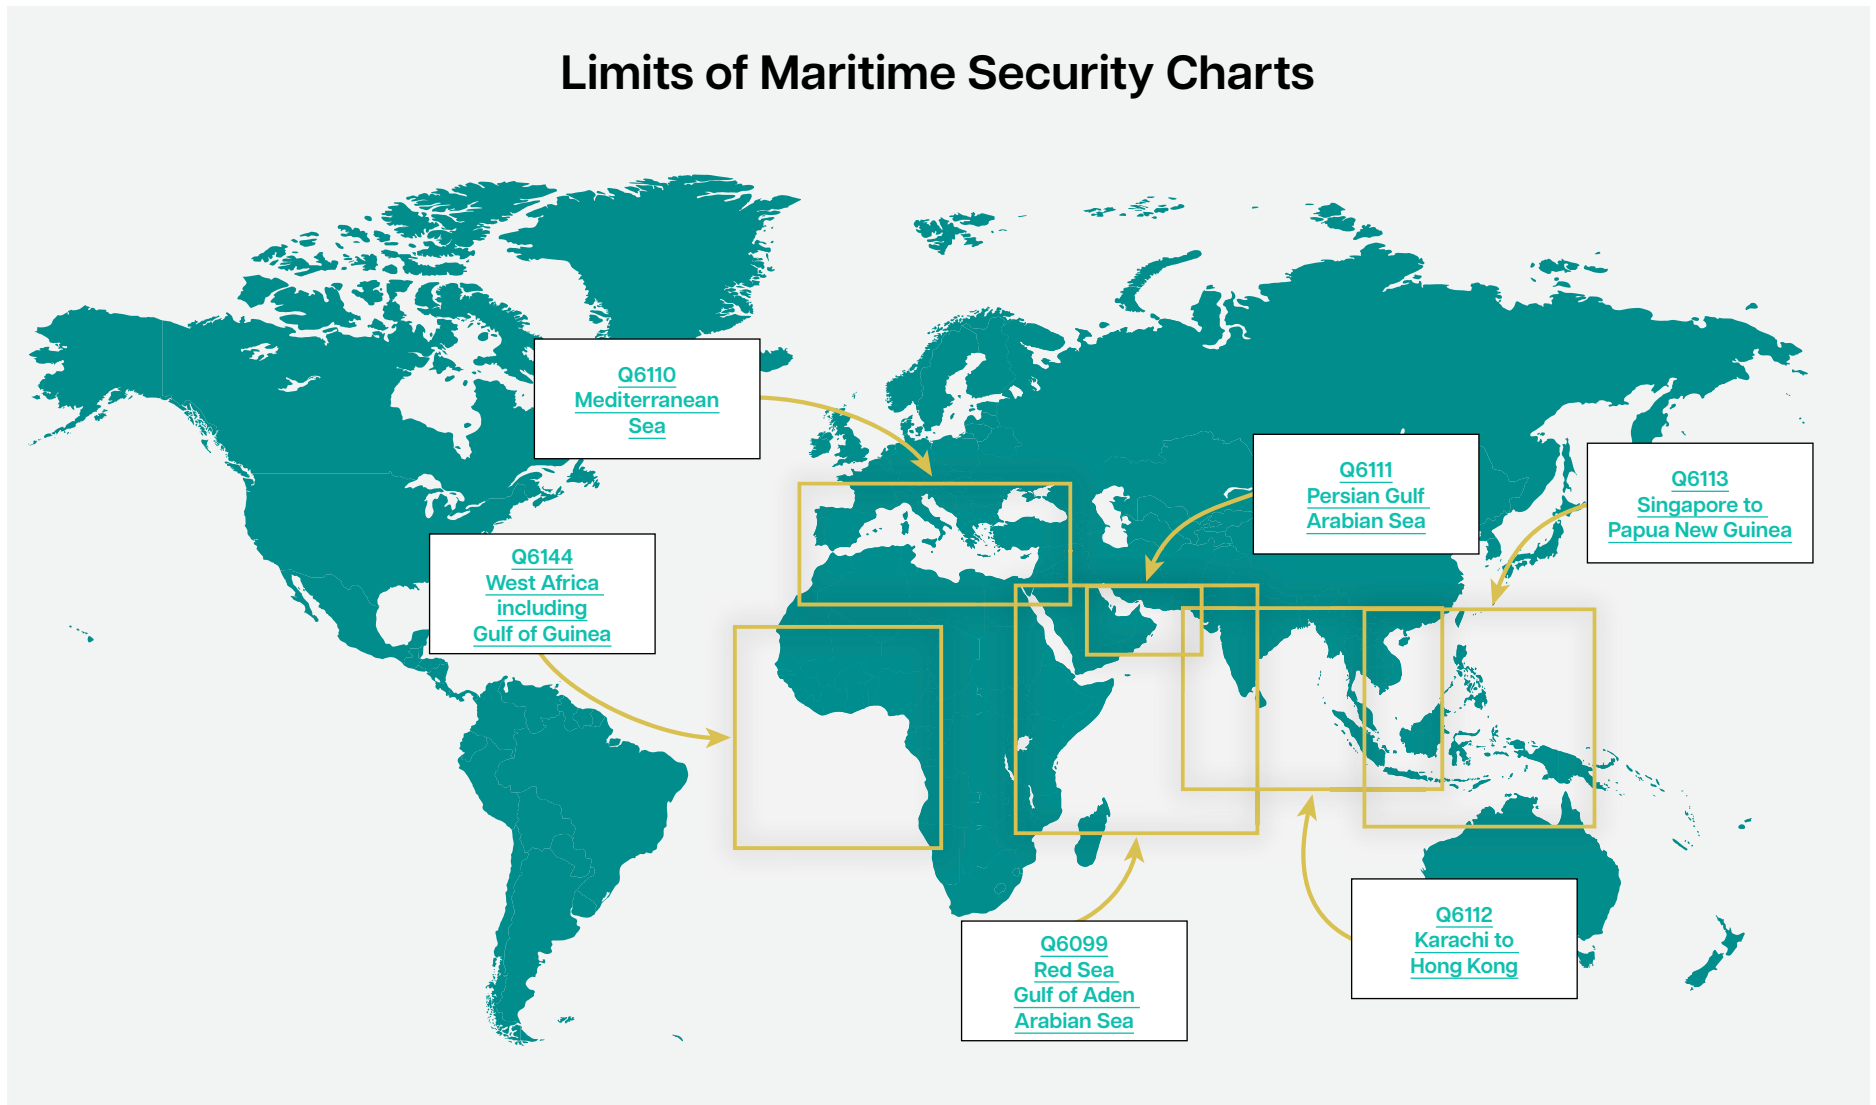 Limits of Maritime Security Charts
Q6110
Mediterranean
Sea
Q6111
Persian Gulf
Arabian Sea
Q6113
Singapore to
Papua New Guinea
Q6144
West Africa
including
Gulf of Guinea
Q6099
Red Sea
Gulf of Aden
Arabian Sea
Q6112
Karachi to
Hong Kong